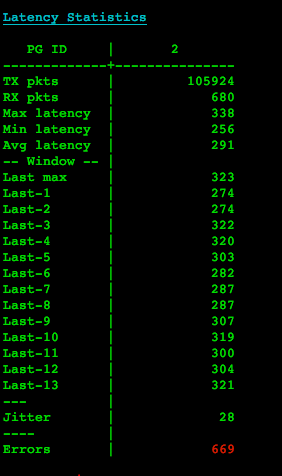 Latency Statistics
PG ID | 2
-------------+---------------
TX pkts | 105924
RX pkts | 680
Max latency | 338
Min latency | 256
Avg latency | 291
-- Window -- |
Last max | 323
Last-1 | 274
Last-2 | 274
Last-3 | 322
Last-4 | 320
Last-5 | 303
Last-6 | 282
Last-7 | 287
Last-8 | 287
Last-9 | 307
Last-10 | 319
Last-11 | 300
Last-12 | 304
Last-13 | 321
--- |
Jitter | 28
---- |
Errors | 669